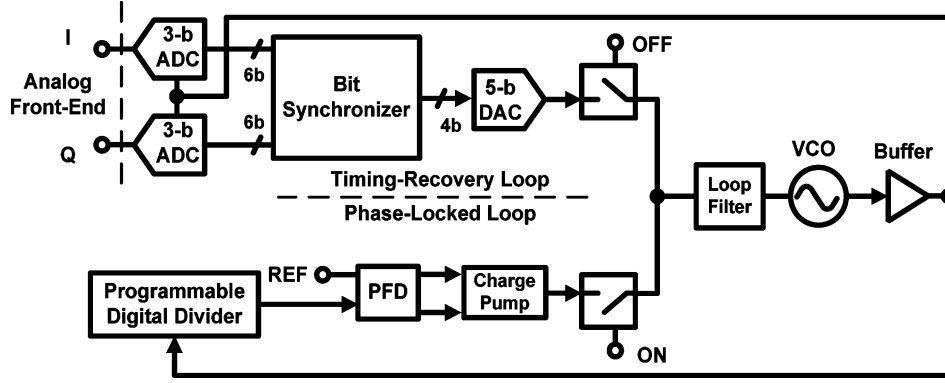 I
Analog
Front-End
Q
3-b
ADC
3-b
ADC
6b
6b
Bit
Synchronizer
4b
5-b
DAC
OFF
Timing-Recovery Loop
Phase-Locked Loop
Loop
Filter
VCO
Buffer
REF
Programmable
Digital Divider
PFD
Charge
Pump
ON